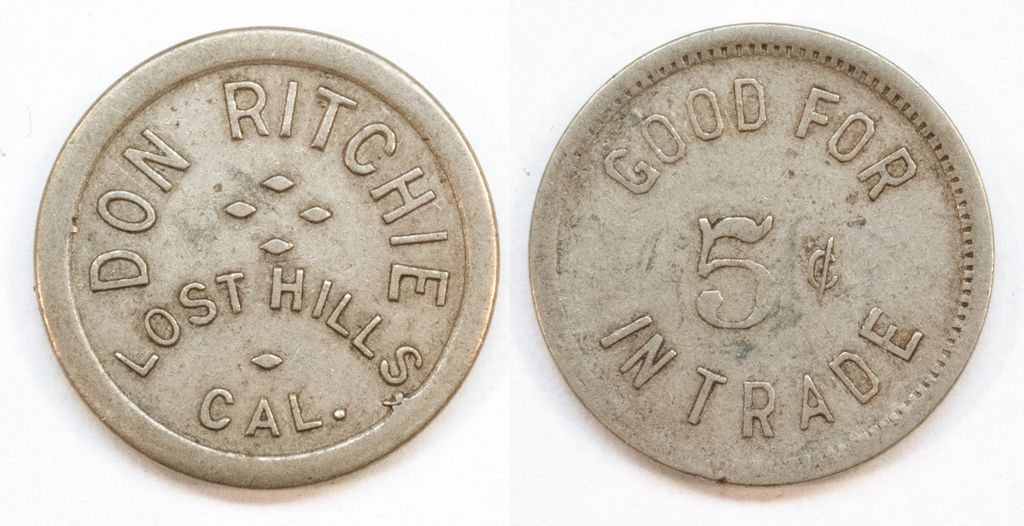 DON RITCHIE
LOST HILLS
CAL.
GOOD FOR
5¢
IN TRADE